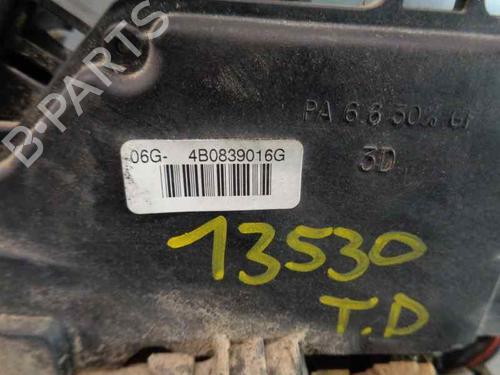 PA 6.6 30% GF
3D
06G- 4B0839016G
13530
T.D
B-PARTS